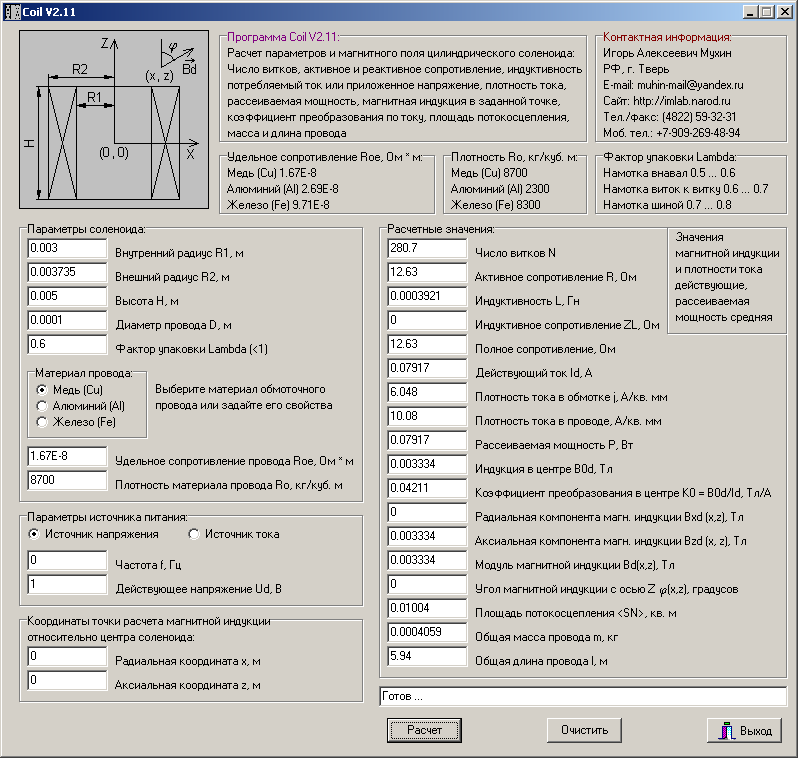 Coil V2.11
Z
φ
R2
(x, z)
Bd
R1
H
(0,0)
X
Программа Coil V2.11:
Расчет параметров и магнитного поля цилиндрического соленоида:
Число витков, активное и реактивное сопротивление, индуктивность
потребляемый ток или приложенное напряжение, плотность тока,
рассеиваемая мощность, магнитная индукция в заданной точке,
коэффициент преобразования по току, площадь потокосцепления,
масса и длина провода
Контактная информация:
Игорь Алексеевич Мухин
РФ, г. Тверь
E-mail: muhin-mail@yandex.ru
Сайт: http://imlab.narod.ru
Тел./факс: (4822) 59-32-31
Моб. тел.: +7-909-269-48-94
Удельное сопротивление Roe, Ом * м:
Медь (Cu) 1.67E-8
Алюминий (Al) 2.69E-8
Железо (Fe) 9.71E-8
Плотность Ro, кг/куб. м:
Медь (Cu) 8700
Алюминий (Al) 2300
Железо (Fe) 8300
Фактор упаковки Lambda:
Намотка внавал 0.5 ... 0.6
Намотка виток к витку 0.6 ... 0.7
Намотка шиной 0.7 ... 0.8
Параметры соленоида:
0.003 Внутренний радиус R1, м
0.003735 Внешний радиус R2, м
0.005 Высота H, м
0.0001 Диаметр провода D, м
0.6 Фактор упаковки Lambda (<1)
Материал провода:
Медь (Cu)
Алюминий (Al)
Железо (Fe)
Выберите материал обмоточного
провода или задайте его свойства
1.67E-8 Удельное сопротивление провода Roe, Ом * м
8700 Плотность материала провода Ro, кг/куб. м
Параметры источника питания:
Источник напряжения Источник тока
0 Частота f, Гц
1 Действующее напряжение Ud, В
Координаты точки расчета магнитной индукции
относительно центра соленоида:
0 Радиальная координата x, м
0 Аксиальная координата z, м
Расчетные значения:
280.7 Число витков N
12.63 Активное сопротивление R, Ом
0.0003921 Индуктивность L, Гн
0 Индуктивное сопротивление ZL, Ом
12.63 Полное сопротивление, Ом
0.07917 Действующий ток Id, А
6.048 Плотность тока в обмотке j, А/кв. мм
10.08 Плотность тока в проводе, А/кв. мм
0.07917 Рассеиваемая мощность P, Вт
0.003334 Индукция в центре B0d, Тл
0.04211 Коэффициент преобразования в центре K0 = B0d/Id, Тл/А
0 Радиальная компонента магн. индукции Bxd (x,z), Тл
0.003334 Аксиальная компонента магн. индукции Bzd (x, z), Тл
0.003334 Модуль магнитной индукции Bd(x,z), Тл
0 Угол магнитной индукции с осью Z φ(x,z), градусов
0.01004 Площадь потокосцепления <SN>, кв. м
0.0004059 Общая масса провода m, кг
5.94 Общая длина провода l, м
Значения
магнитной индукции
и плотности тока
действующие,
рассеиваемая
мощность средняя
Готов ...
Расчет
Очистить
Выход